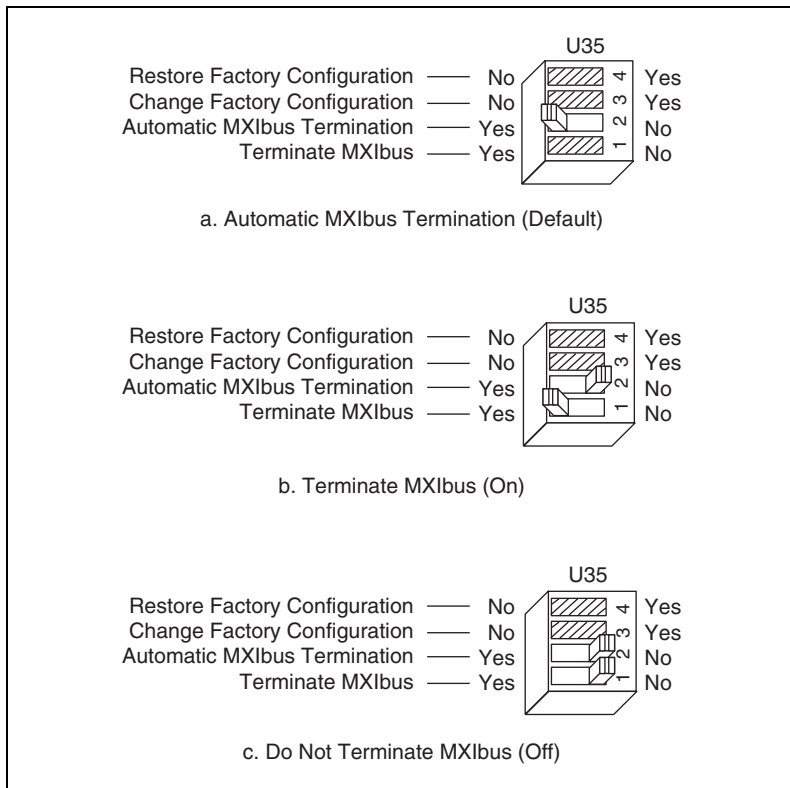 U35
Restore Factory Configuration No 4 Yes
Change Factory Configuration No 3 Yes
Automatic MXIbus Termination Yes 2 No
Terminate MXIbus Yes 1 No
a. Automatic MXIbus Termination (Default)
U35
Restore Factory Configuration No 4 Yes
Change Factory Configuration No 3 Yes
Automatic MXIbus Termination Yes 2 No
Terminate MXIbus Yes 1 No
b. Terminate MXIbus (On)
U35
Restore Factory Configuration No 4 Yes
Change Factory Configuration No 3 Yes
Automatic MXIbus Termination Yes 2 No
Terminate MXIbus Yes 1 No
c. Do Not Terminate MXIbus (Off)